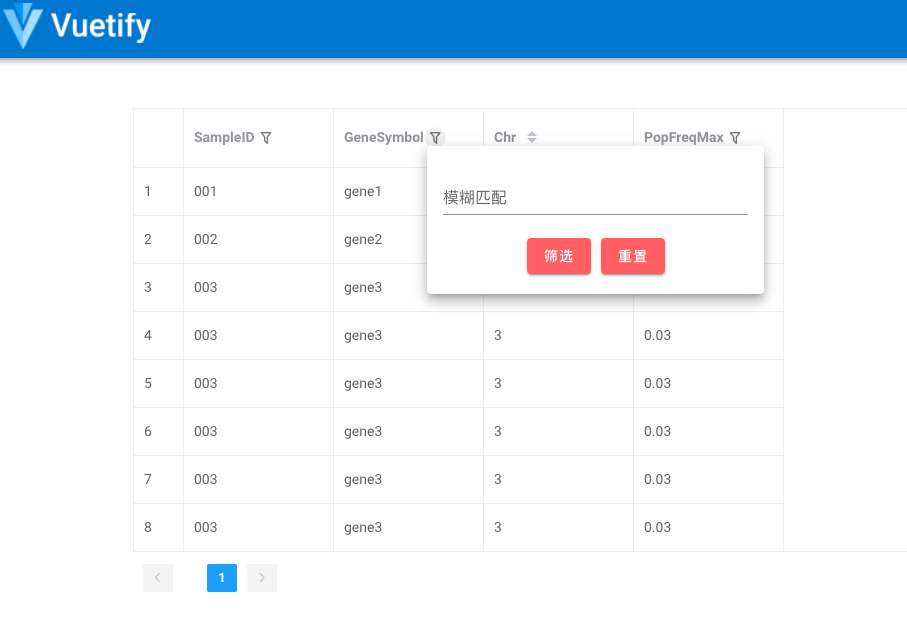 Vuetify
SampleID GeneSymbol Chr PopFreqMax
1 001 gene1
2 002 gene2
3 003 gene3
模糊匹配
筛选 重置
4 003 gene3 3 0.03
5 003 gene3 3 0.03
6 003 gene3 3 0.03
7 003 gene3 3 0.03
8 003 gene3 3 0.03
1